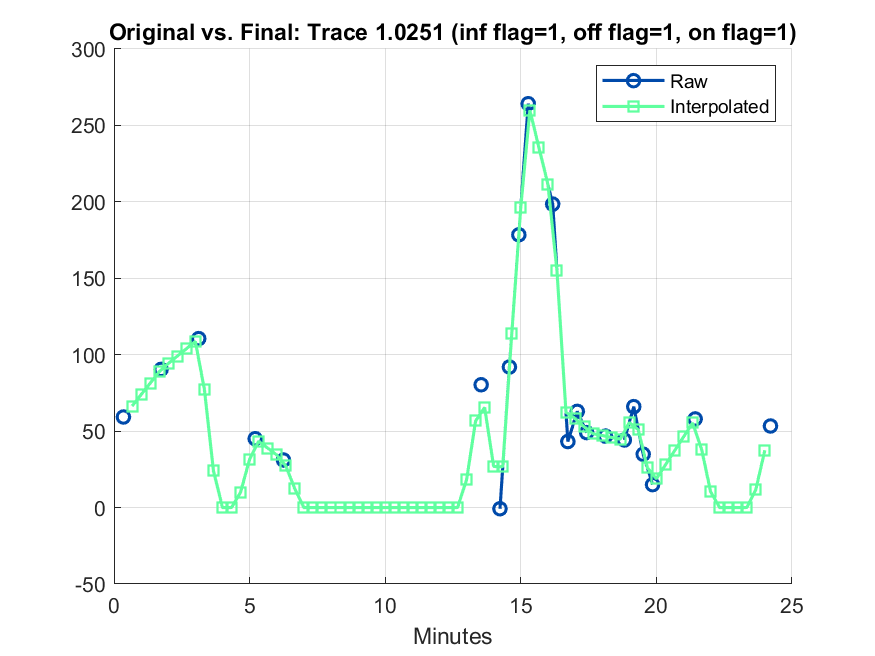 Original vs. Final: Trace 1.0251 (inf flag=1, off flag=1, on flag=1)
300
250
200
150
100
50
0
-50
Raw
Interpolated
0 5 10 15 20 25
Minutes